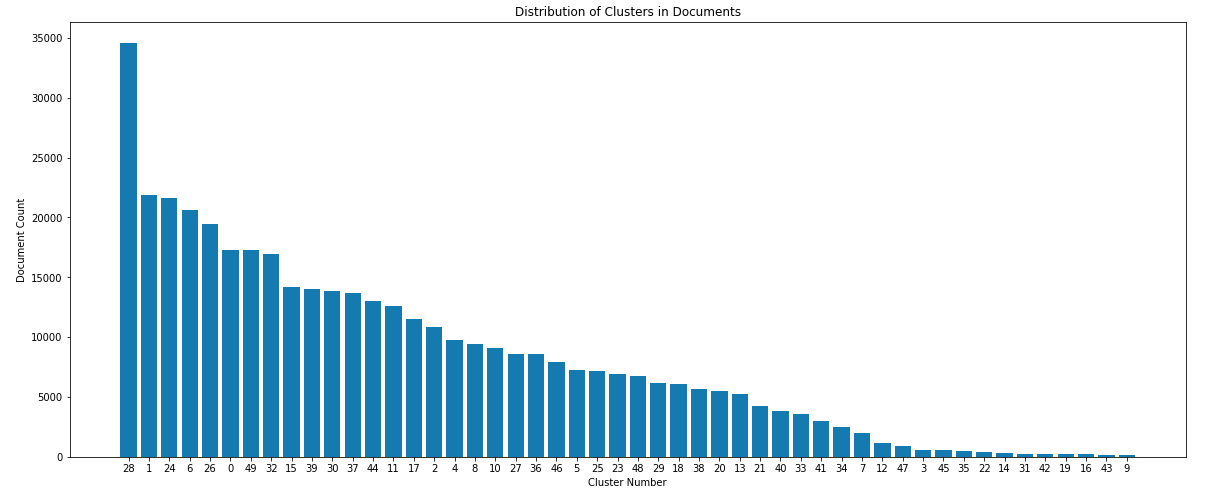 Distribution of Clusters in Documents
35000
30000
25000
20000
15000
10000
5000
0
Document Count
28 1 24 6 26 0 49 32 15 39 30 37 44 11 17 2 4 8 10 27 36 46 5 25 23 48 29 18 38 20 13 21 40 33 41 34 7 12 47 3 45 35 22 14 31 42 19 16 43 9
Cluster Number